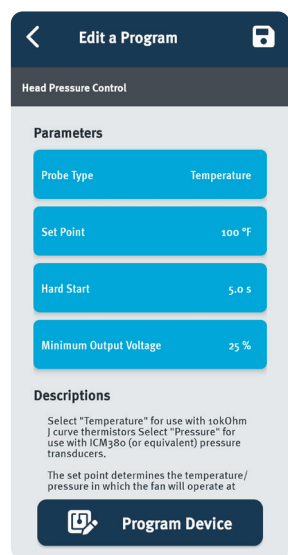 Edit a Program
Head Pressure Control
Parameters
Probe Type Temperature
Set Point 100 °F
Hard Start 5.0 s
Minimum Output Voltage 25 %
Descriptions
Select "Temperature" for use with 10kOhm
J curve thermistors Select "Pressure" for
use with ICM380 (or equivalent) pressure
transducers.
The set point determines the temperature/
pressure in which the fan will operate at
Program Device